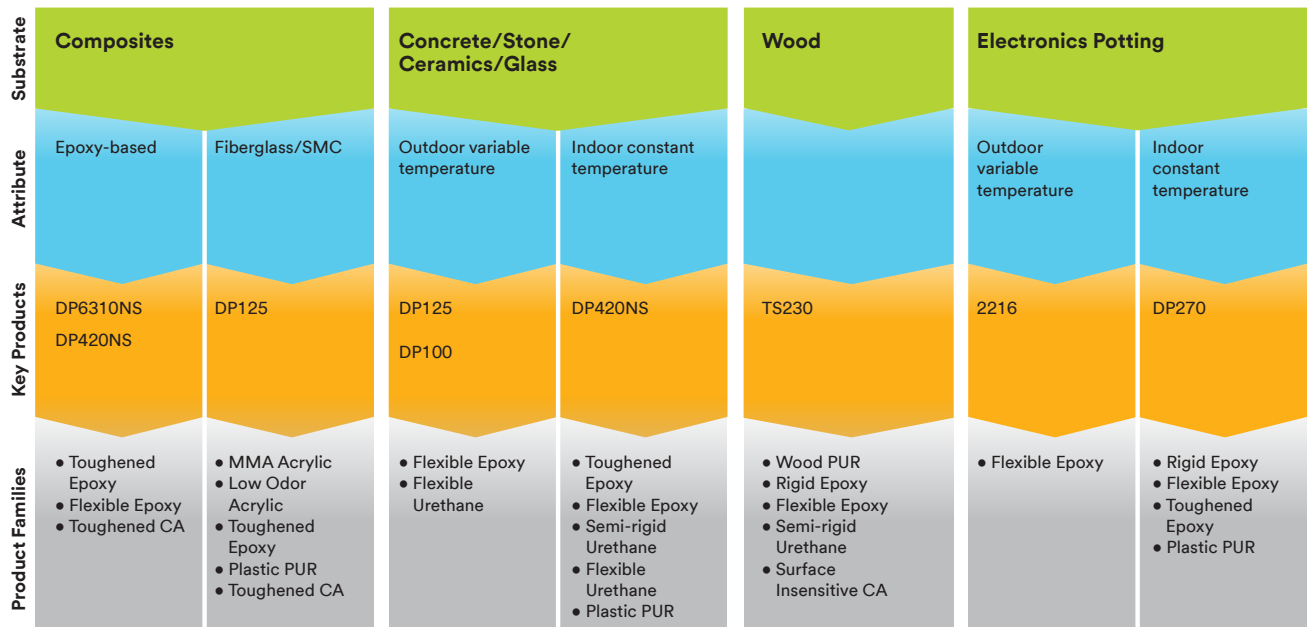 Substrate
Composites
Concrete/Stone/
Ceramics/Glass
Wood
Electronics Potting
Attribute
Epoxy-based
Fiberglass/SMC
Outdoor variable
temperature
Indoor constant
temperature
Outdoor
variable
temperature
Indoor
constant
temperature
Key Products
DP6310NS
DP420NS
DP125
DP125
DP100
DP420NS
TS230
2216
DP270
Product Families
● Toughened
Epoxy
● Flexible Epoxy
● Toughened CA
● MMA Acrylic
● Low Odor
Acrylic
● Toughened
Epoxy
● Plastic PUR
● Toughened CA
● Flexible Epoxy
● Flexible
Urethane
● Toughened
Epoxy
● Flexible Epoxy
● Semi-rigid
Urethane
● Flexible
Urethane
● Plastic PUR
● Wood PUR
● Rigid Epoxy
● Flexible Epoxy
● Semi-rigid
Urethane
● Surface
Insensitive CA
● Flexible Epoxy
● Rigid Epoxy
● Flexible Epoxy
● Toughened
Epoxy
● Plastic PUR